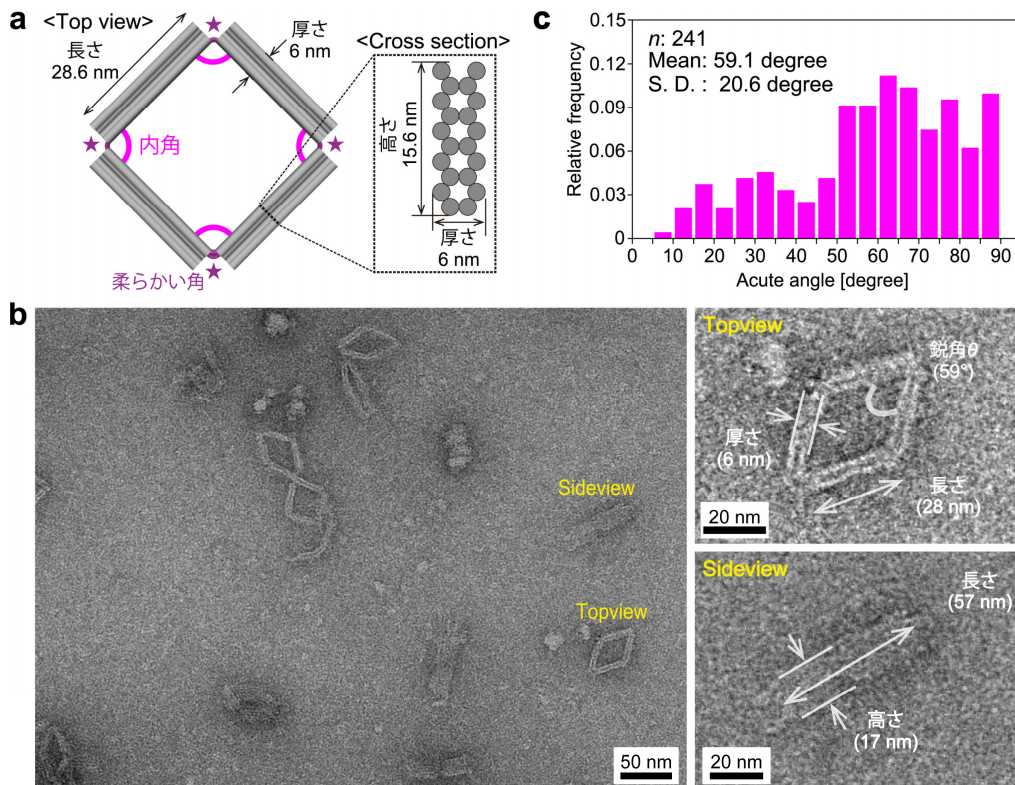 a
<Top view>
長さ
28.6 nm
厚さ
6 nm
<Cross section>
高さ
15.6 nm
厚さ
6 nm
内角
柔らかい角
c
n: 241
Mean: 59.1 degree
S. D. : 20.6 degree
Relative frequency
0.15
0.12
0.09
0.06
0.03
0
0 10 20 30 40 50 60 70 80 90
Acute angle [degree]
b
Sideview
Topview
50 nm
Topview
鋭角θ
(59°)
厚さ
(6 nm)
長さ
(28 nm)
20 nm
Sideview
長さ
(57 nm)
高さ
(17 nm)
20 nm